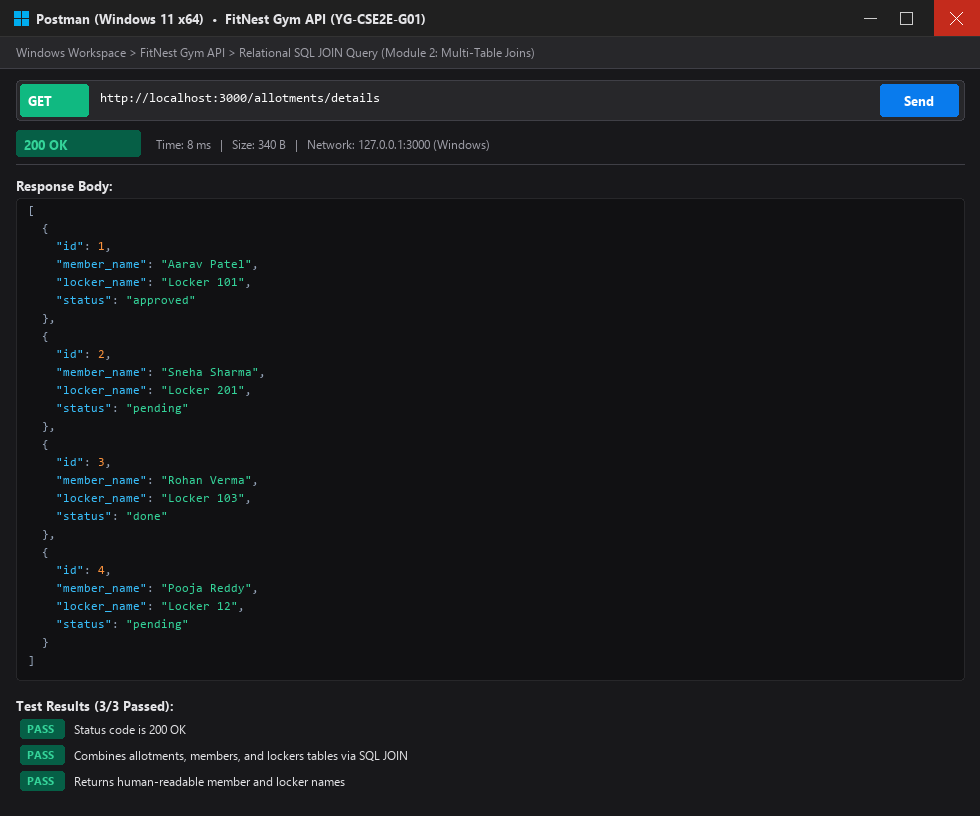 Postman (Windows 11 x64)  •  FitNest Gym API (YG-CSE2E-G01)
Windows Workspace > FitNest Gym API > Relational SQL JOIN Query (Module 2: Multi-Table Joins)
GET http://localhost:3000/allotments/details Send
200 OK Time: 8 ms | Size: 340 B | Network: 127.0.0.1:3000 (Windows)
Response Body:
[
  {
    "id": 1,
    "member_name": "Aarav Patel",
    "locker_name": "Locker 101",
    "status": "approved"
  },
  {
    "id": 2,
    "member_name": "Sneha Sharma",
    "locker_name": "Locker 201",
    "status": "pending"
  },
  {
    "id": 3,
    "member_name": "Rohan Verma",
    "locker_name": "Locker 103",
    "status": "done"
  },
  {
    "id": 4,
    "member_name": "Pooja Reddy",
    "locker_name": "Locker 12",
    "status": "pending"
  }
]
Test Results (3/3 Passed):
PASS Status code is 200 OK
PASS Combines allotments, members, and lockers tables via SQL JOIN
PASS Returns human-readable member and locker names